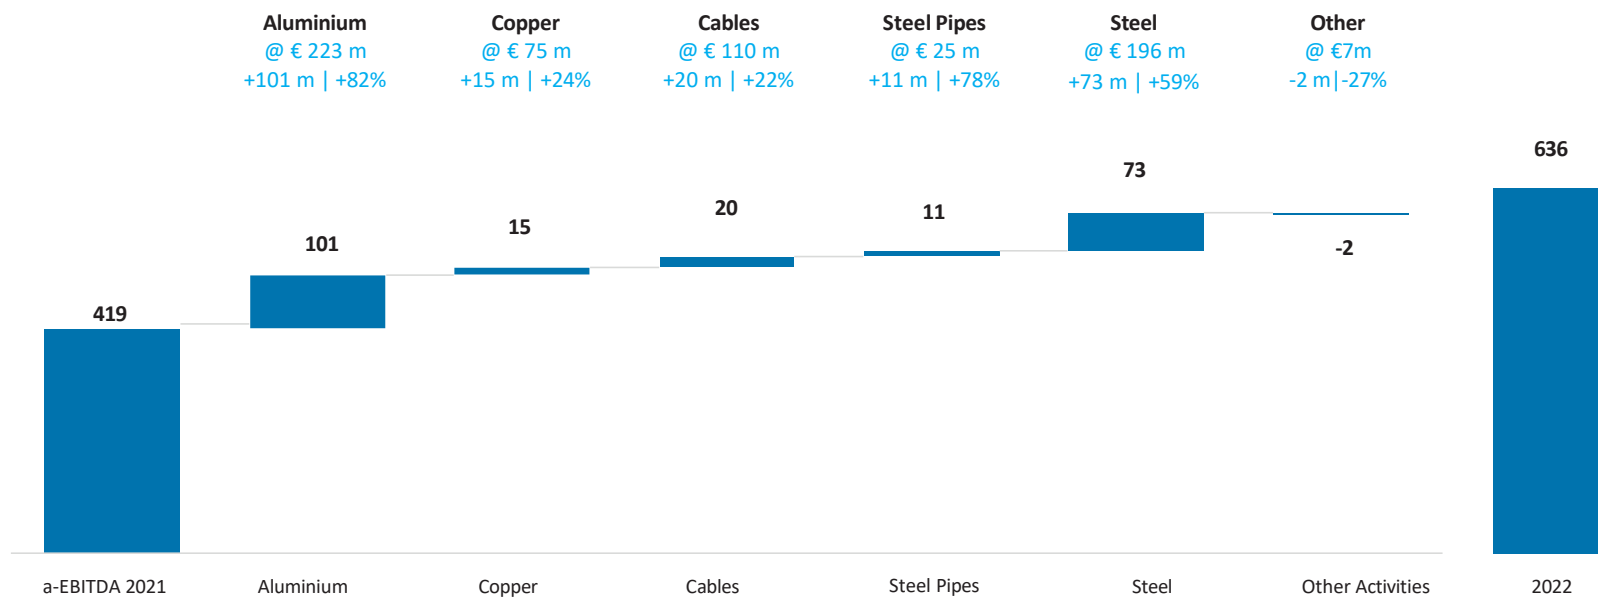 Aluminium
@ € 223 m
+101 m | +82%
Copper
@ € 75 m
+15 m | +24%
Cables
@ € 110 m
+20 m | +22%
Steel Pipes
@ € 25 m
+11 m | +78%
Steel
@ € 196 m
+73 m | +59%
Other
@ €7m
-2 m|-27%
419
101
15
20
11
73
-2
636
a-EBITDA 2021
Aluminium
Copper
Cables
Steel Pipes
Steel
Other Activities
2022